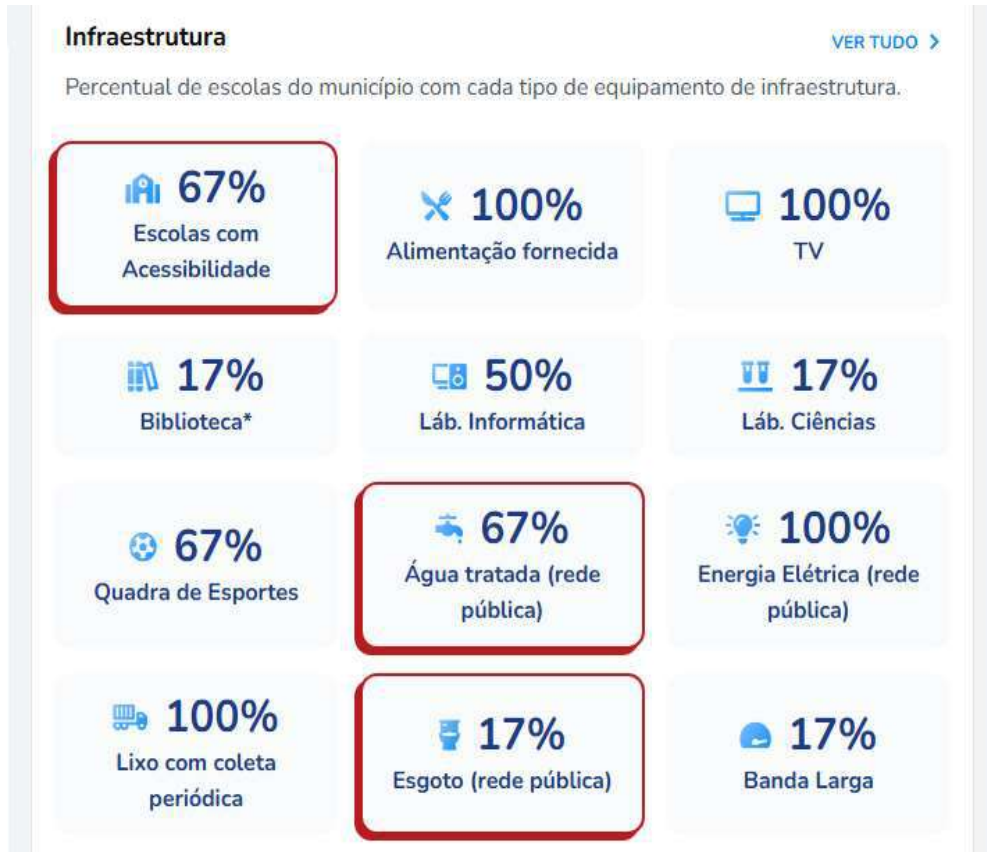 Infraestrutura
VER TUDO >
Percentual de escolas do município com cada tipo de equipamento de infraestrutura.
67%
Escolas com
Acessibilidade
100%
Alimentação fornecida
100%
TV
17%
Biblioteca*
50%
Láb. Informática
17%
Láb. Ciências
67%
Quadra de Esportes
67%
Água tratada (rede
pública)
100%
Energia Elétrica (rede
pública)
100%
Lixo com coleta
periódica
17%
Esgoto (rede pública)
17%
Banda Larga